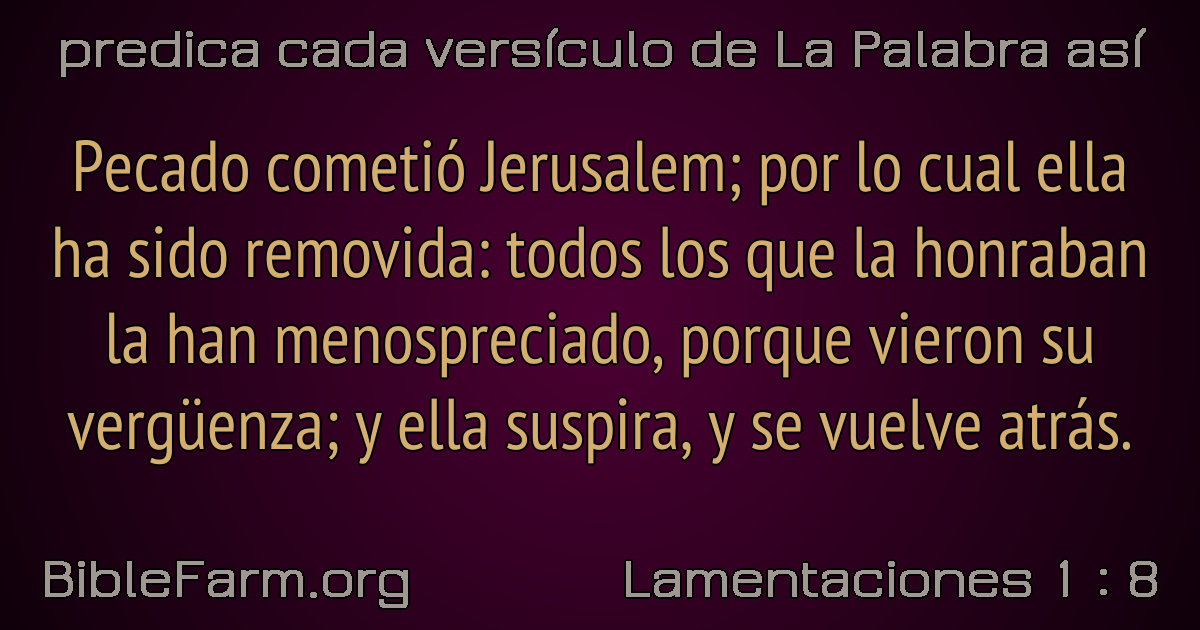 predica cada versículo de La Palabra así
Pecado cometió Jerusalem; por lo cual ella
ha sido removida: todos los que la honraban
la han menospreciado, porque vieron su
vergüenza; y ella suspira, y se vuelve atrás.
BibleFarm.org
Lamentaciones 1 : 8